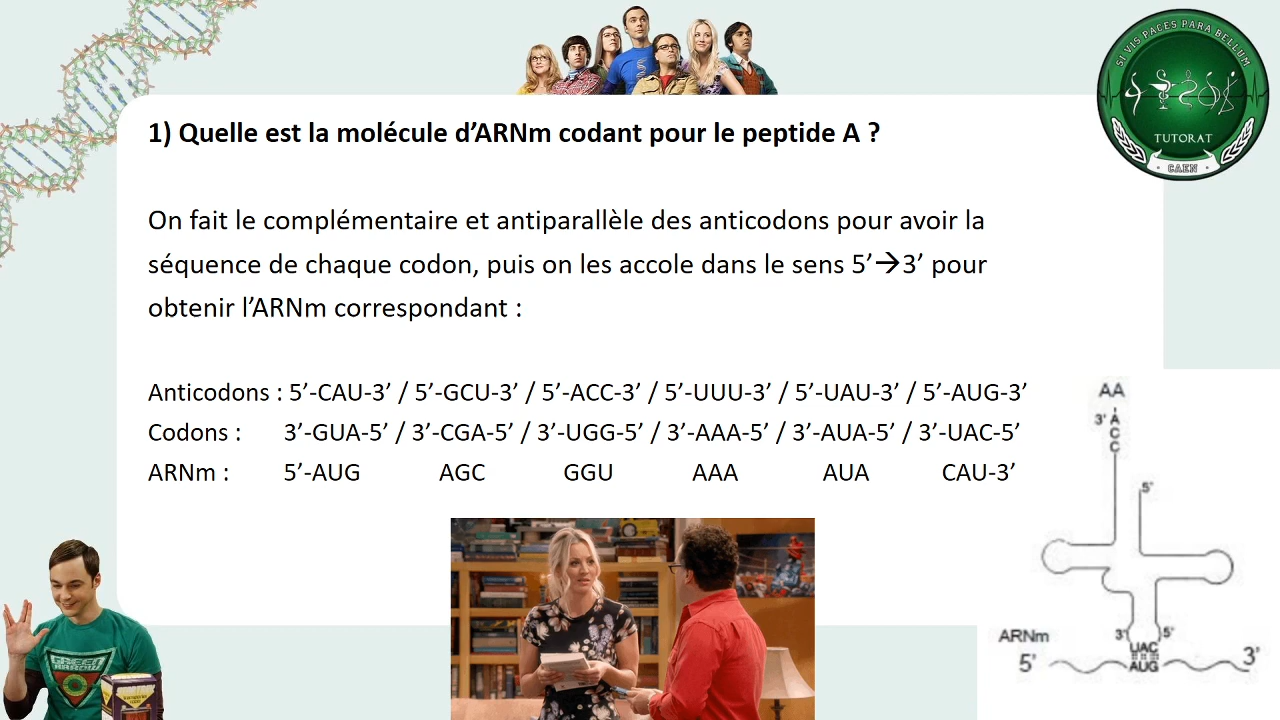 SI VIS PACES PARA BELLUM
TUTORAT
CAEN
1) Quelle est la molécule d’ARNm codant pour le peptide A ?
On fait le complémentaire et antiparallèle des anticodons pour avoir la
séquence de chaque codon, puis on les accole dans le sens 5’→3’ pour
obtenir l’ARNm correspondant :
Anticodons : 5’-CAU-3’ / 5’-GCU-3’ / 5’-ACC-3’ / 5’-UUU-3’ / 5’-UAU-3’ / 5’-AUG-3’
Codons : 3’-GUA-5’ / 3’-CGA-5’ / 3’-UGG-5’ / 3’-AAA-5’ / 3’-AUA-5’ / 3’-UAC-5’
ARNm : 5’-AUG AGC GGU AAA AUA CAU-3’
AA
3’ A
C
C
5’
3’ 5’
UAC
ARNm
5’ AUG 3’
GREEN